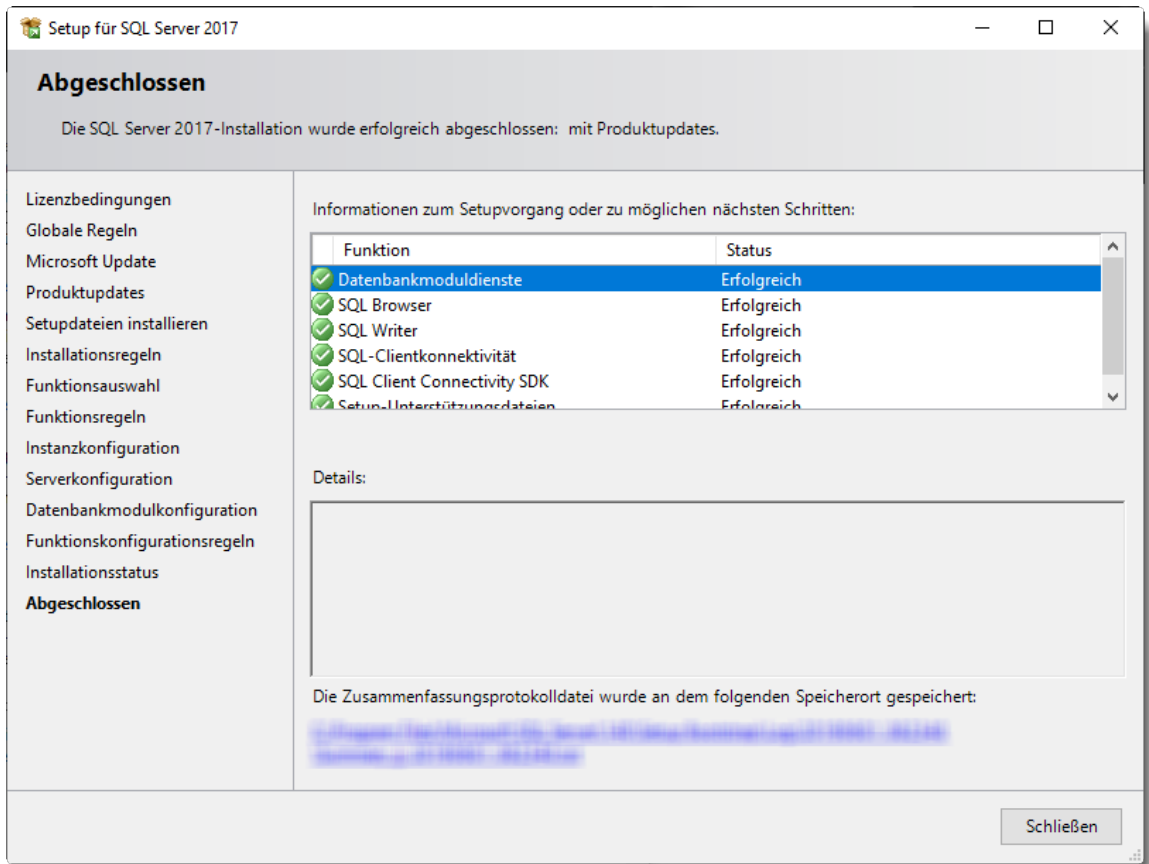 Setup für SQL Server 2017
Abgeschlossen
Die SQL Server 2017-Installation wurde erfolgreich abgeschlossen: mit Produktupdates.
Lizenzbedingungen
Globale Regeln
Microsoft Update
Produktupdates
Setupdateien installieren
Installationsregeln
Funktionsauswahl
Funktionsregeln
Instanzkonfiguration
Serverkonfiguration
Datenbankmodulkonfiguration
Funktionskonfigurationsregeln
Installationsstatus
Abgeschlossen
Informationen zum Setupvorgang oder zu möglichen nächsten Schritten:
Funktion Status
Datenbankmoduldienste Erfolgreich
SQL Browser Erfolgreich
SQL Writer Erfolgreich
SQL-Clientkonnektivität Erfolgreich
SQL Client Connectivity SDK Erfolgreich
Setup-Unterstützungsdateien Erfolgreich
Details:
Die Zusammenfassungsprotokolldatei wurde an dem folgenden Speicherort gespeichert:
Schließen